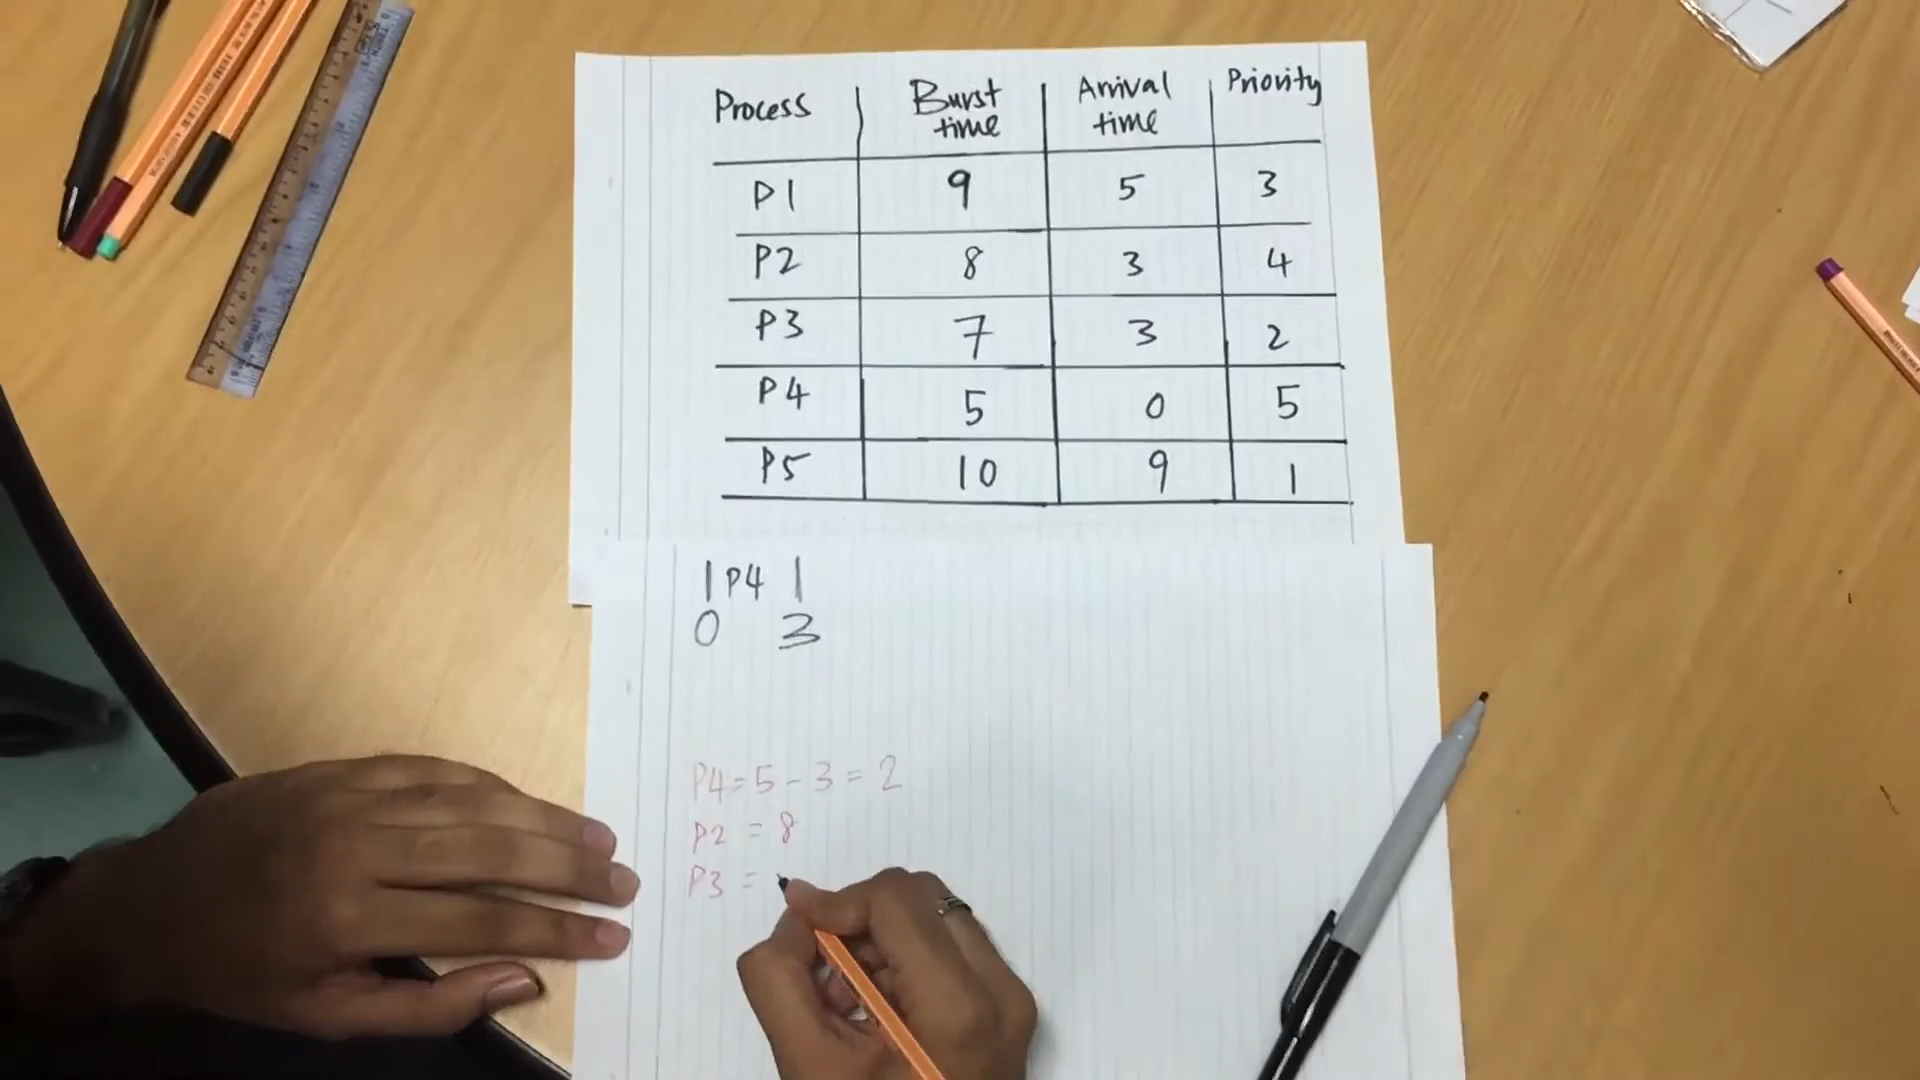 Process Burst time Arrival time Priority
P1 9 5 3
P2 8 3 4
P3 7 3 2
P4 5 0 5
P5 10 9 1
| P4 |
0 3
P4 = 5 - 3 = 2
P2 = 8
P3 =